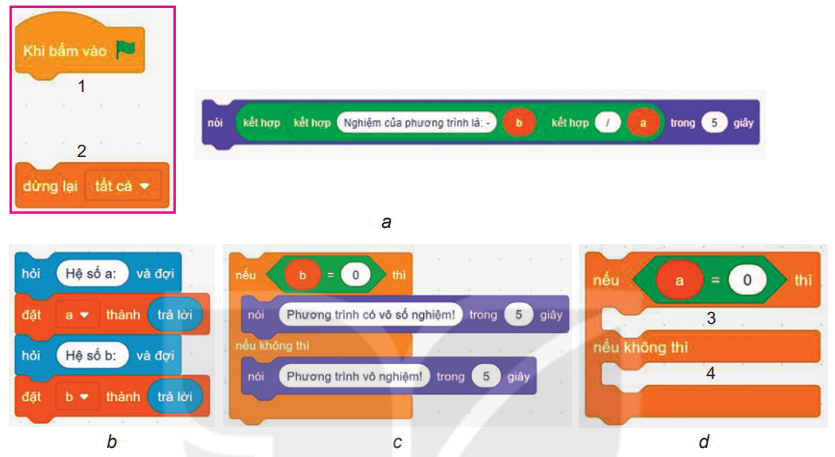 Khi bấm vào
1
2
dừng lại tất cả
nói kết hợp kết hợp Nghiệm của phương trình là: - b kết hợp / a trong 5 giây
a
hỏi Hệ số a: và đợi
đặt a thành trả lời
hỏi Hệ số b: và đợi
đặt b thành trả lời
b
nếu b = 0 thì
nói Phương trình có vô số nghiệm! trong 5 giây
nếu không thì
nói Phương trình vô nghiệm! trong 5 giây
c
nếu a = 0 thì
3
nếu không thì
4
d